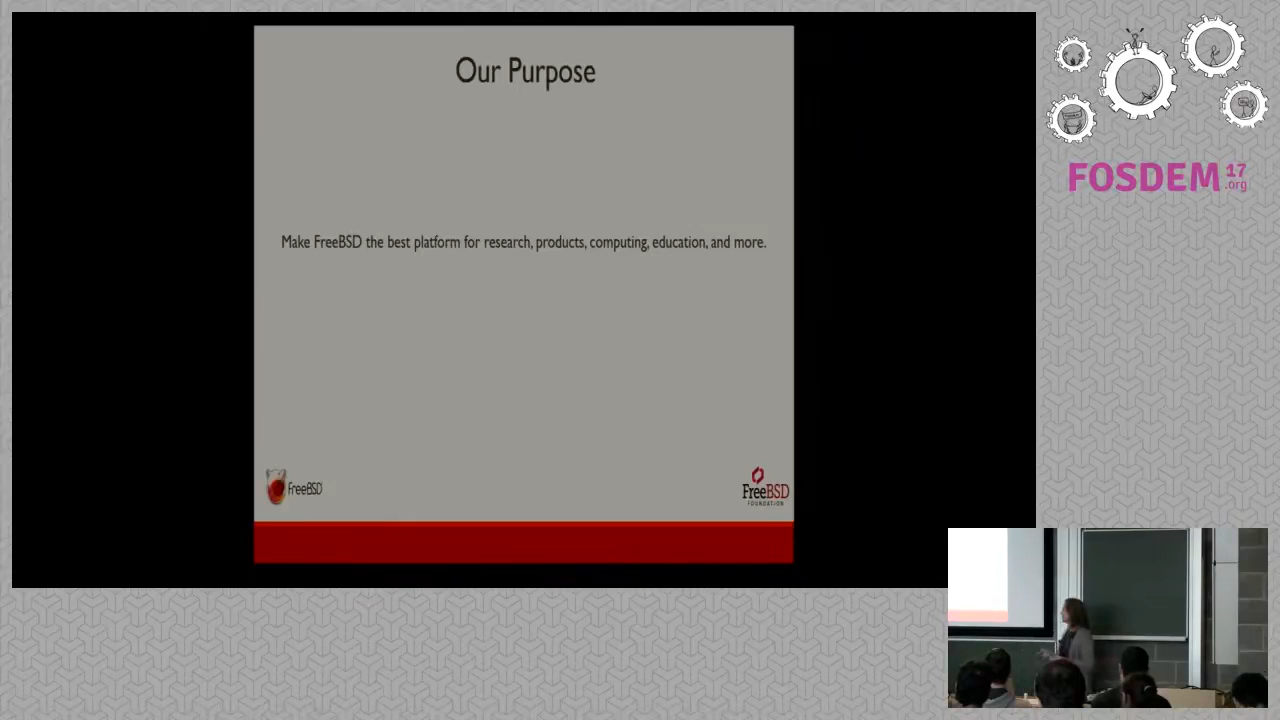 Our Purpose
Make FreeBSD the best platform for research, products, computing, education, and more.
FreeBSD
FreeBSD
FOUNDATION
FOSDEM 17
.org